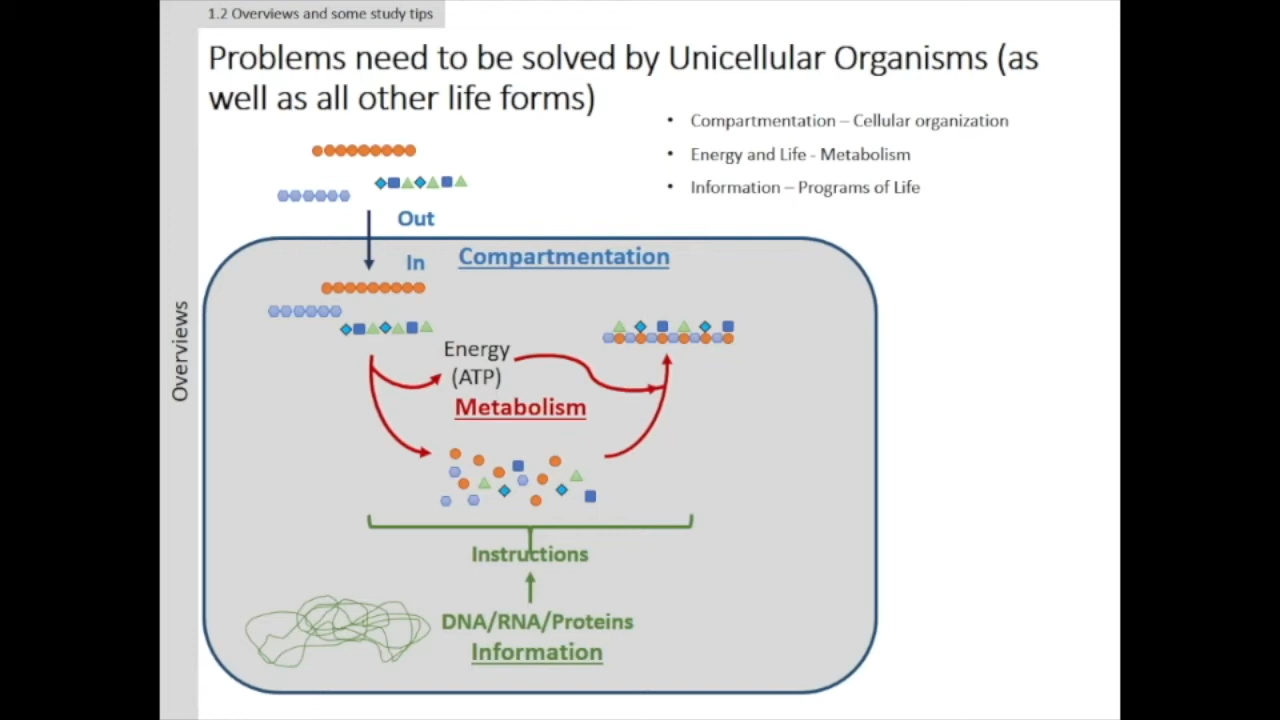 1.2 Overviews and some study tips
Problems need to be solved by Unicellular Organisms (as
well as all other life forms)
• Compartmentation – Cellular organization
• Energy and Life - Metabolism
• Information – Programs of Life
Out
In
Compartmentation
Energy
(ATP)
Metabolism
Instructions
DNA/RNA/Proteins
Information
Overviews